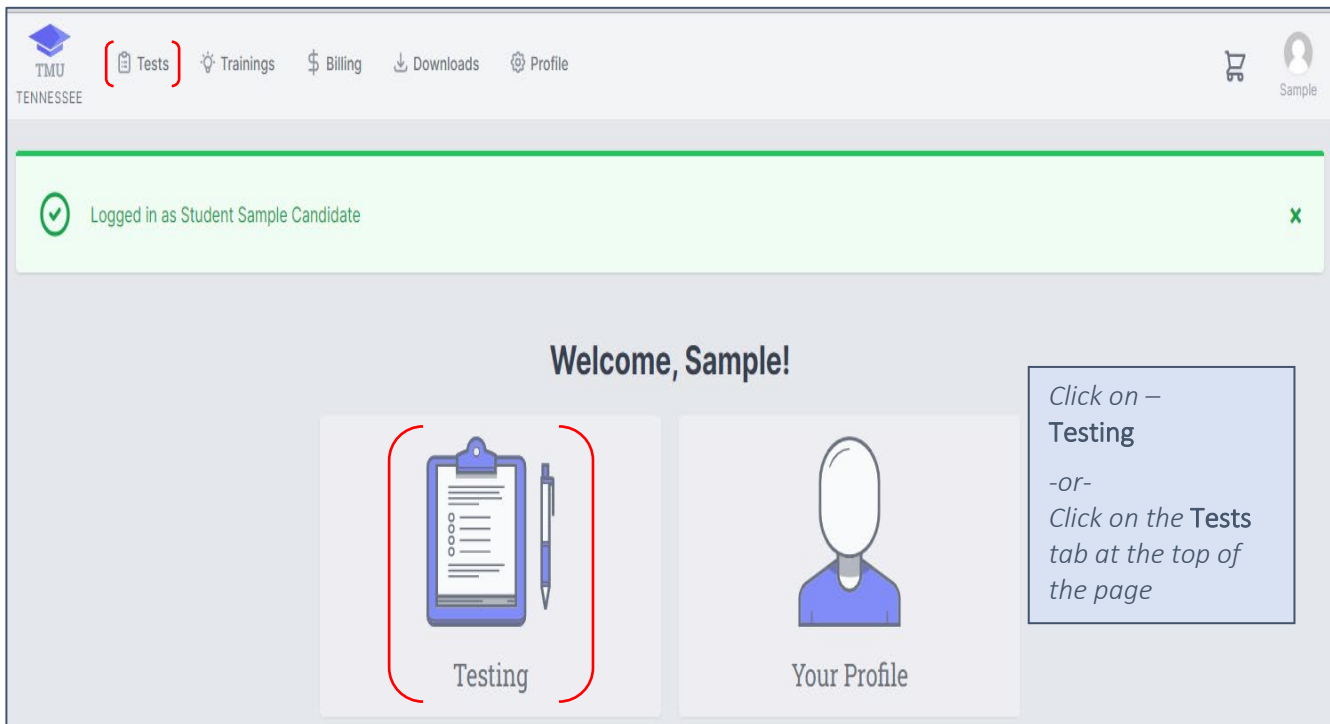 Tests Trainings $ Billing Downloads Profile
TMU
TENNESSEE
Sample
Logged in as Student Sample Candidate x
Welcome, Sample!
Click on –
Testing
-or-
Click on the Tests
tab at the top of
the page
Testing
Your Profile